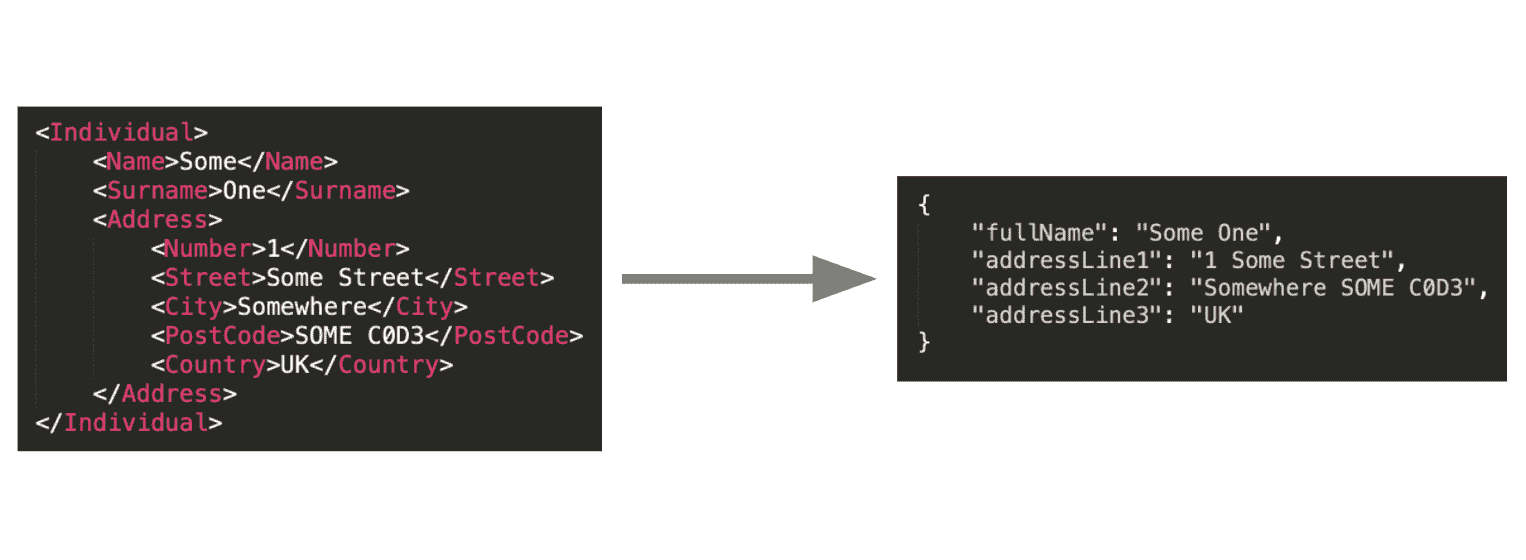 <Individual>
    <Name>Some</Name>
    <Surname>One</Surname>
    <Address>
        <Number>1</Number>
        <Street>Some Street</Street>
        <City>Somewhere</City>
        <PostCode>SOME C0D3</PostCode>
        <Country>UK</Country>
    </Address>
</Individual>
{
    "fullName": "Some One",
    "addressLine1": "1 Some Street",
    "addressLine2": "Somewhere SOME C0D3",
    "addressLine3": "UK"
}